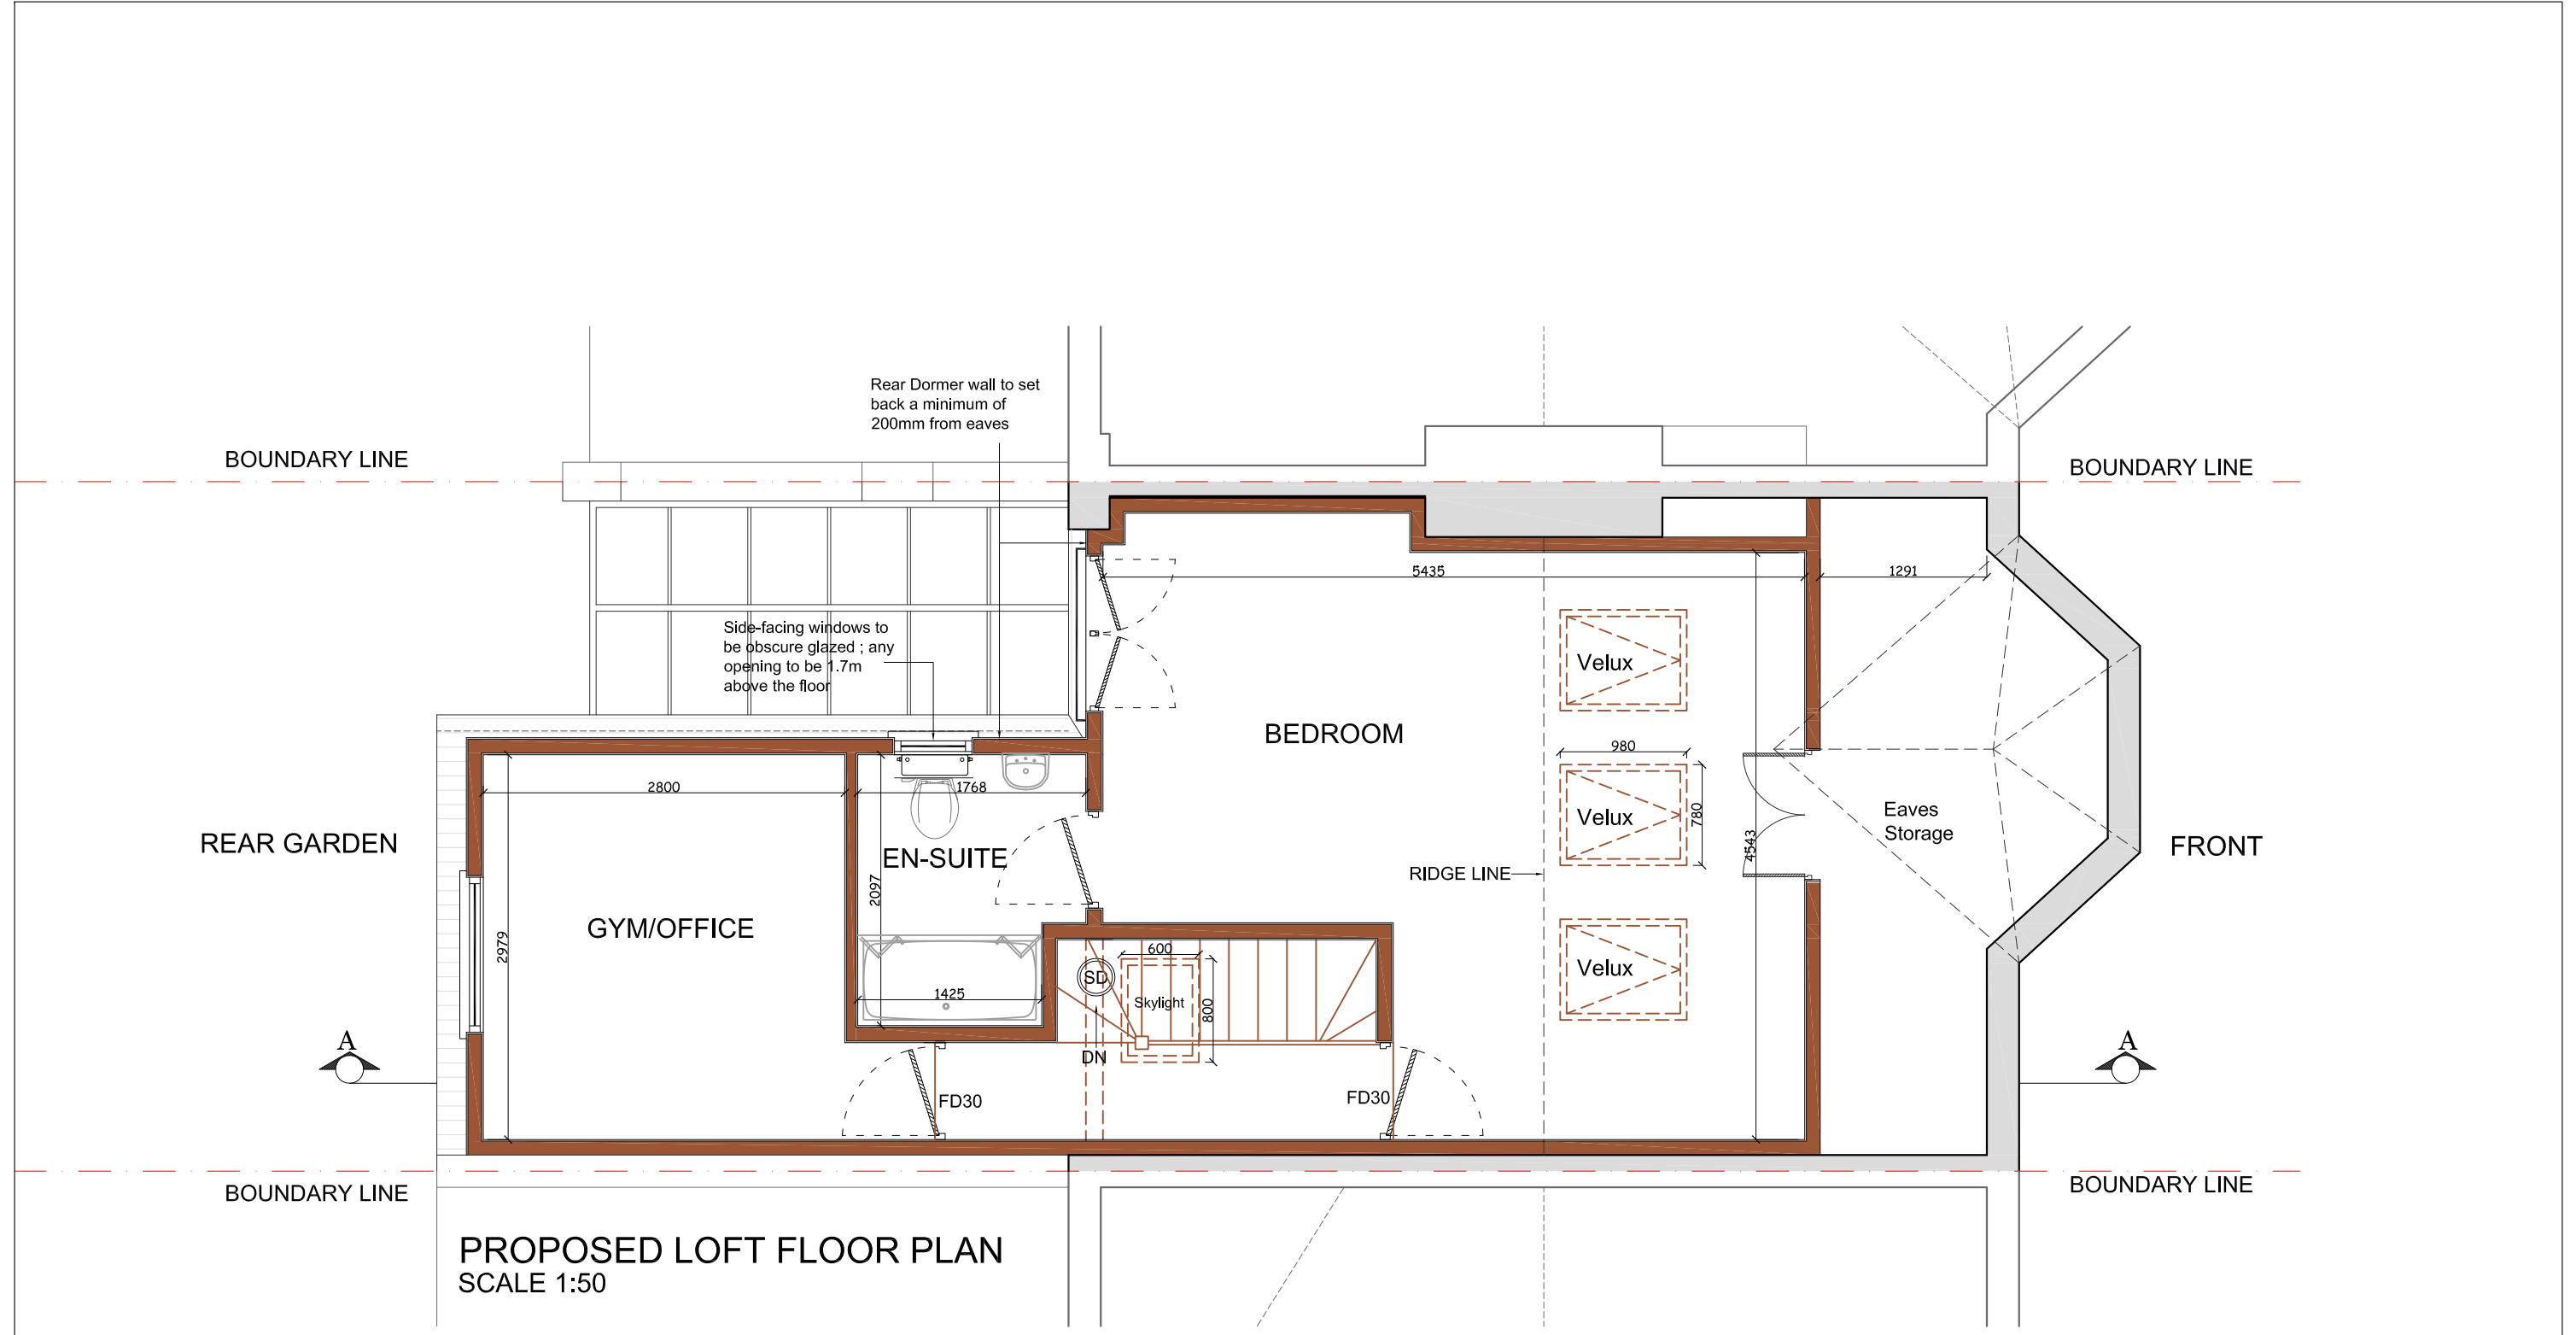 Rear Dormer wall to set
back a minimum of
200mm from eaves
BOUNDARY LINE
BOUNDARY LINE
5435
1291
Side-facing windows to
be obscure glazed ; any
opening to be 1.7m
above the floor
Velux
BEDROOM
980
2800
1768
Velux
780
Eaves
Storage
4543
REAR GARDEN
EN-SUITE
FRONT
RIDGE LINE
2097
GYM/OFFICE
2979
600
SD
Skylight
800
Velux
1425
A
DN
A
FD30
FD30
BOUNDARY LINE
BOUNDARY LINE
PROPOSED LOFT FLOOR PLAN
SCALE 1:50